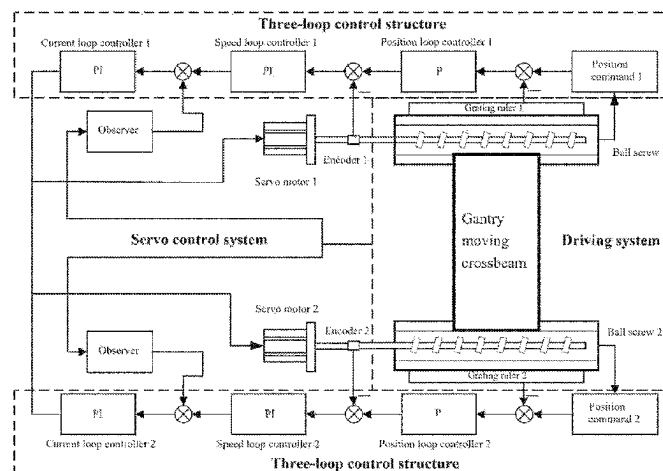 Three-loop control structure
Current loop controller 1
Speed loop controller 1
Position loop controller 1
PI
PI
P
Position
command 1
Grating ruler 1
Observer
Encoder 1
Ball screw
Servo motor 1
Gantry
moving
crossbeam
Servo control system
Driving system
Servo motor 2
Encoder 2
Ball screw 2
Observer
Grating ruler 2
PI
PI
P
Position
command 2
Current loop controller 2
Speed loop controller 2
Position loop controller 2
Three-loop control structure